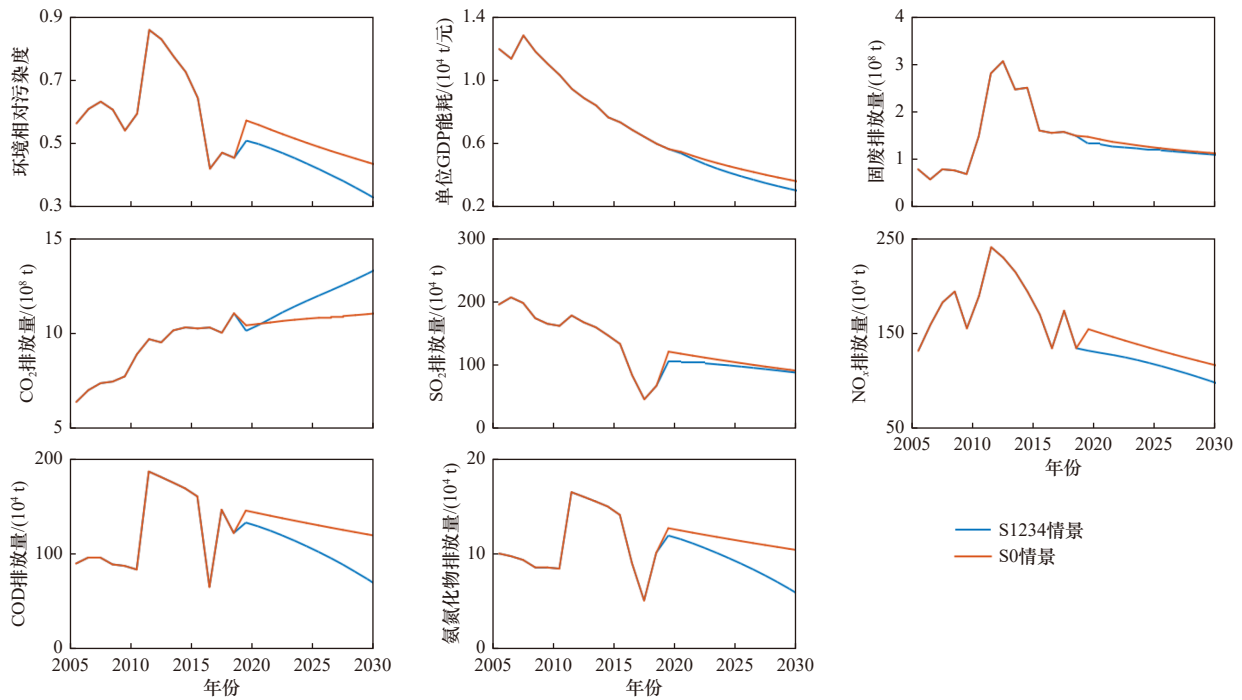 环境相对污染度
0.9
0.7
0.5
0.3
单位GDP能耗/(10⁴ t/元)
1.4
1.0
0.6
0.2
固废排放量/(10⁸ t)
4
3
2
1
0
CO₂排放量/(10⁸ t)
15
10
5
SO₂排放量/(10⁴ t)
300
200
100
0
NOₓ排放量/(10⁴ t)
250
150
50
2005 2010 2015 2020 2025 2030
年份
COD排放量/(10⁴ t)
200
100
0
2005 2010 2015 2020 2025 2030
年份
氨氮化物排放量/(10⁴ t)
20
10
0
2005 2010 2015 2020 2025 2030
年份
S1234情景
S0情景